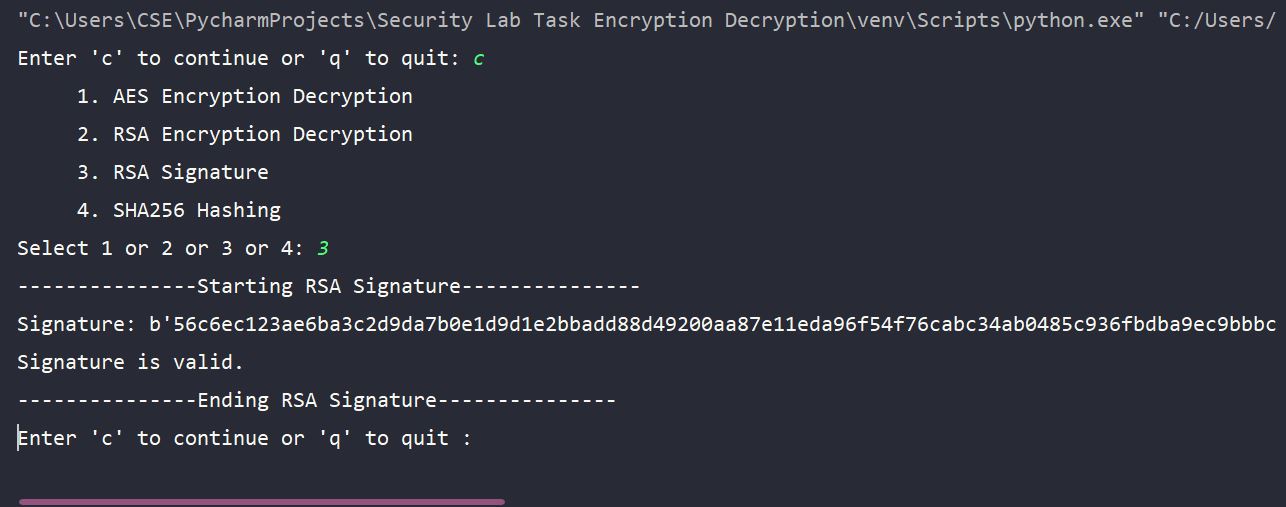 "C:\Users\CSE\PycharmProjects\Security Lab Task Encryption Decryption\venv\Scripts\python.exe" "C:/Users/
Enter 'c' to continue or 'q' to quit: c
1. AES Encryption Decryption
2. RSA Encryption Decryption
3. RSA Signature
4. SHA256 Hashing
Select 1 or 2 or 3 or 4: 3
---------------Starting RSA Signature---------------
Signature: b'56c6ec123ae6ba3c2d9da7b0e1d9d1e2bbadd88d49200aa87e11eda96f54f76cabc34ab0485c936fbdba9ec9bbbc
Signature is valid.
---------------Ending RSA Signature---------------
Enter 'c' to continue or 'q' to quit :